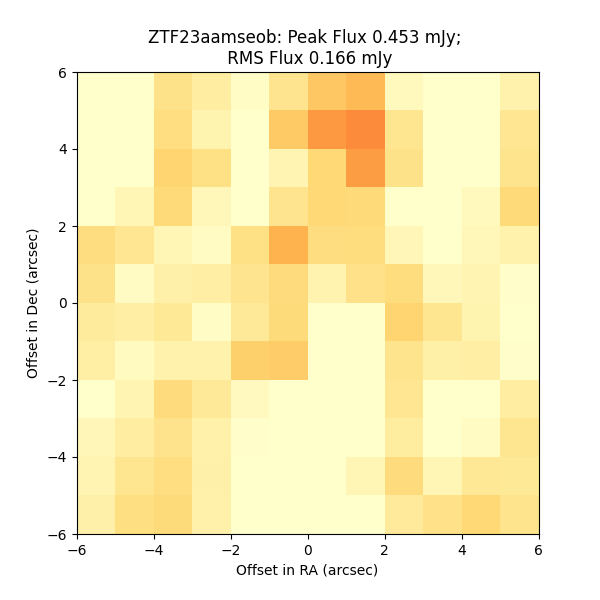 ZTF23aamseob: Peak Flux 0.453 mJy;
RMS Flux 0.166 mJy
6
4
2
0
−2
−4
−6
Offset in Dec (arcsec)
−6 −4 −2 0 2 4 6
Offset in RA (arcsec)